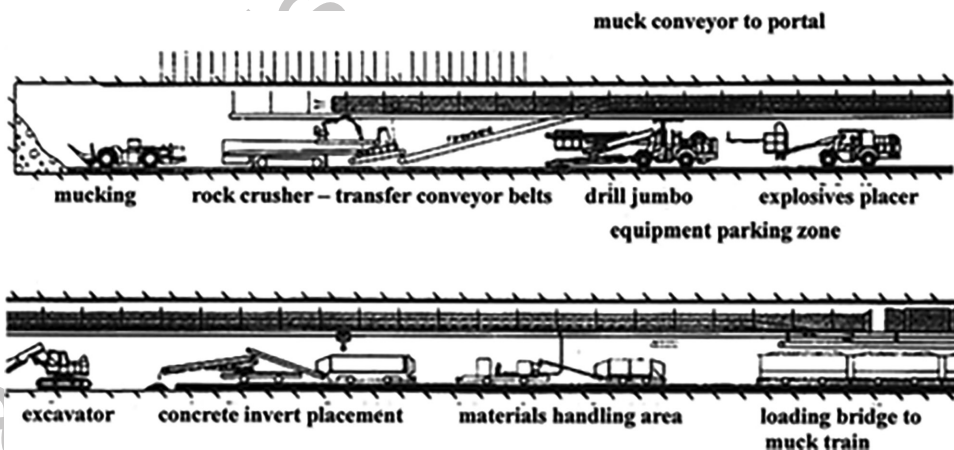 muck conveyor to portal
mucking
rock crusher – transfer conveyor belts
drill jumbo
explosives placer
equipment parking zone
excavator
concrete invert placement
materials handling area
loading bridge to
muck train